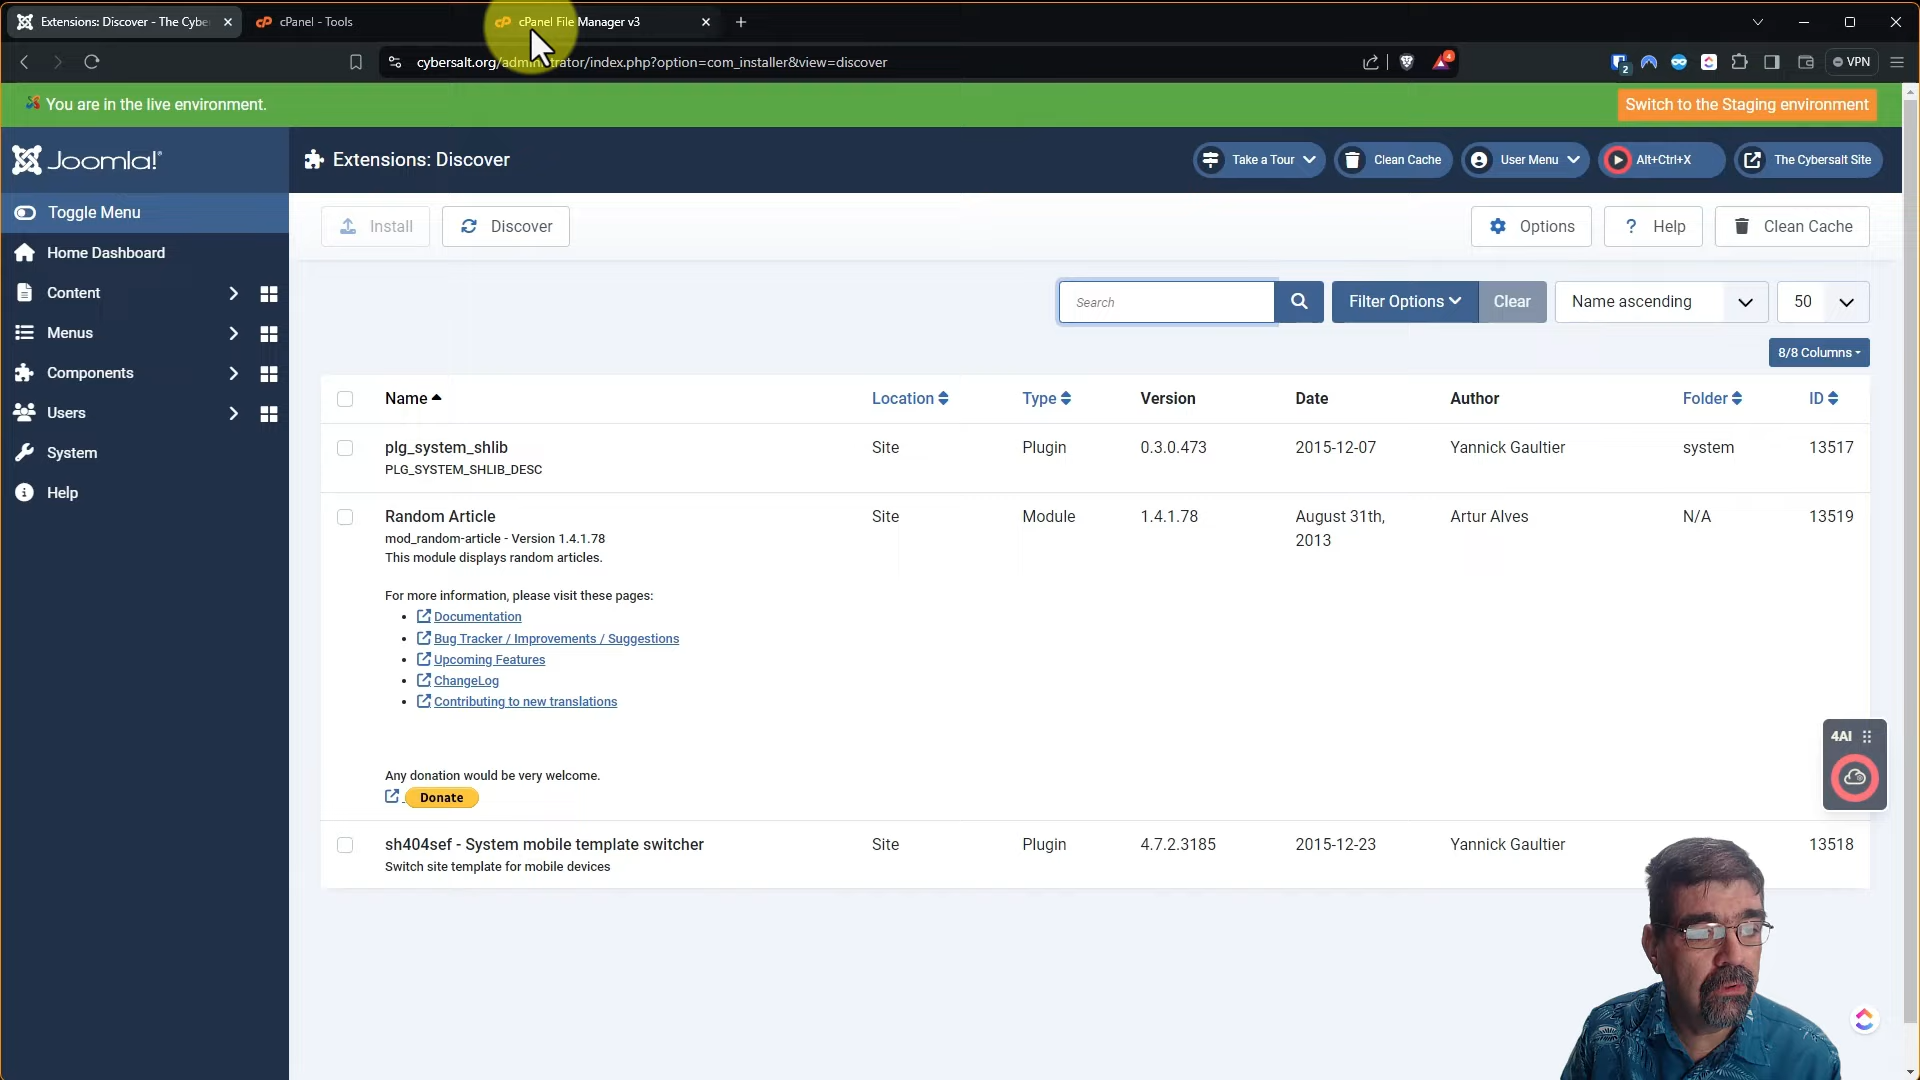 Extensions: Discover - The Cybe
cPanel - Tools
cPanel File Manager v3
cybersalt.org/administrator/index.php?option=com_installer&view=discover
4
2
VPN
You are in the live environment.
Switch to the Staging environment
Joomla!
Extensions: Discover
Take a Tour
Clean Cache
User Menu
Alt+Ctrl+X
The Cybersalt Site
Toggle Menu
Home Dashboard
Content
Menus
Components
Users
System
Help
Install
Discover
Options
? Help
Clean Cache
Search
Filter Options
Clear
Name ascending
50
8/8 Columns
Name Location Type Version Date Author Folder ID
plg_system_shlib Site Plugin 0.3.0.473 2015-12-07 Yannick Gaultier system 13517
PLG_SYSTEM_SHLIB_DESC
Random Article Site Module 1.4.1.78 August 31th, Artur Alves N/A 13519
2013
mod_random-article - Version 1.4.1.78
This module displays random articles.
For more information, please visit these pages:
• Documentation
• Bug Tracker / Improvements / Suggestions
• Upcoming Features
• ChangeLog
• Contributing to new translations
4AI
Any donation would be very welcome.
Donate
sh404sef - System mobile template switcher Site Plugin 4.7.2.3185 2015-12-23 Yannick Gaultier 13518
Switch site template for mobile devices